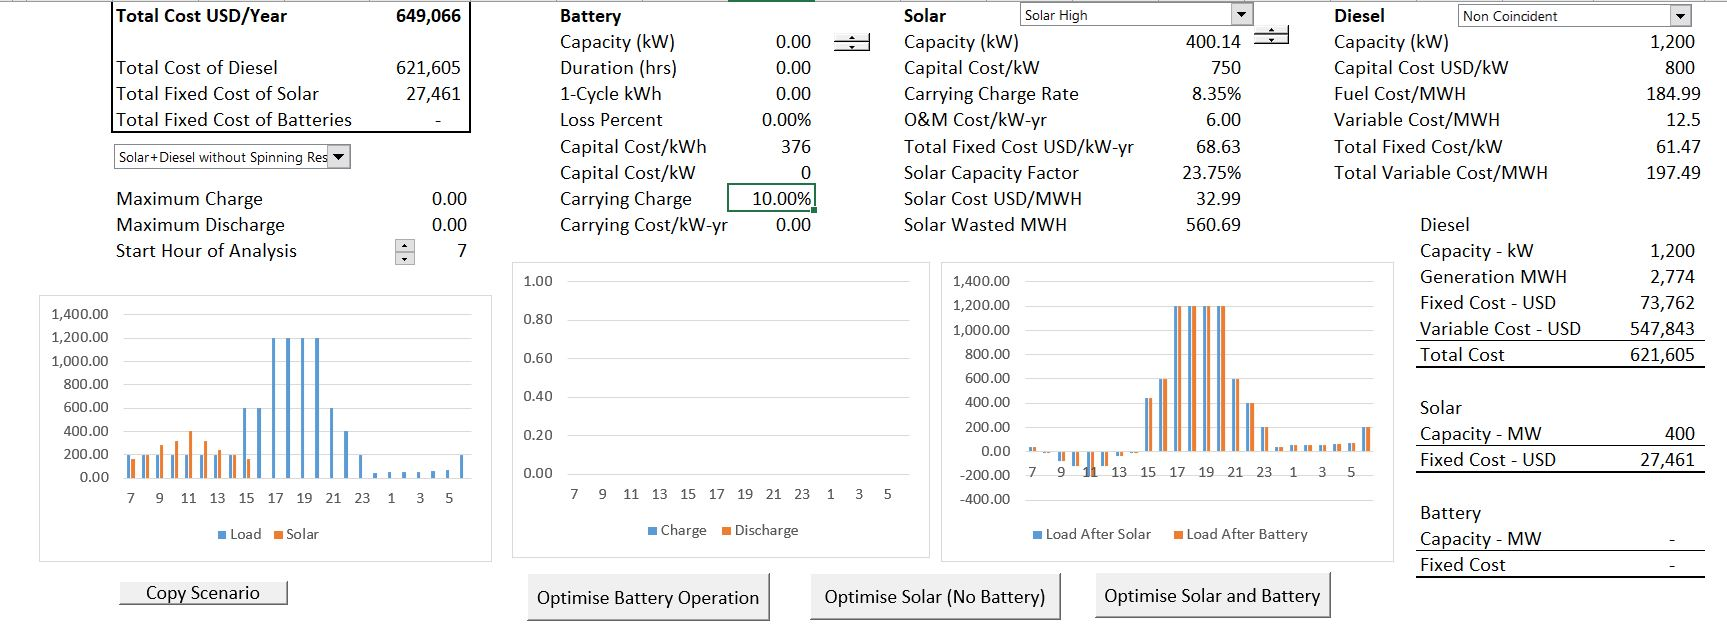 Total Cost USD/Year 649,066
Total Cost of Diesel 621,605
Total Fixed Cost of Solar 27,461
Total Fixed Cost of Batteries -
Solar+Diesel without Spinning Res
Maximum Charge 0.00
Maximum Discharge 0.00
Start Hour of Analysis 7
Battery
Capacity (kW) 0.00
Duration (hrs) 0.00
1-Cycle kWh 0.00
Loss Percent 0.00%
Capital Cost/kWh 376
Capital Cost/kW 0
Carrying Charge 10.00%
Carrying Cost/kW-yr 0.00
Solar Solar High
Capacity (kW) 400.14
Capital Cost/kW 750
Carrying Charge Rate 8.35%
O&M Cost/kW-yr 6.00
Total Fixed Cost USD/kW-yr 68.63
Solar Capacity Factor 23.75%
Solar Cost USD/MWH 32.99
Solar Wasted MWH 560.69
Diesel Non Coincident
Capacity (kW) 1,200
Capital Cost USD/kW 800
Fuel Cost/MWH 184.99
Variable Cost/MWH 12.5
Total Fixed Cost/kW 61.47
Total Variable Cost/MWH 197.49
1,400.00
1,200.00
1,000.00
800.00
600.00
400.00
200.00
0.00
7 9 11 13 15 17 19 21 23 1 3 5
Load Solar
1.00
0.80
0.60
0.40
0.20
0.00
7 9 11 13 15 17 19 21 23 1 3 5
Charge Discharge
1,400.00
1,200.00
1,000.00
800.00
600.00
400.00
200.00
0.00
-200.00
-400.00
7 9 11 13 15 17 19 21 23 1 3 5
Load After Solar Load After Battery
Diesel
Capacity - kW 1,200
Generation MWH 2,774
Fixed Cost - USD 73,762
Variable Cost - USD 547,843
Total Cost 621,605
Solar
Capacity - MW 400
Fixed Cost - USD 27,461
Battery
Capacity - MW -
Fixed Cost -
Copy Scenario
Optimise Battery Operation
Optimise Solar (No Battery)
Optimise Solar and Battery